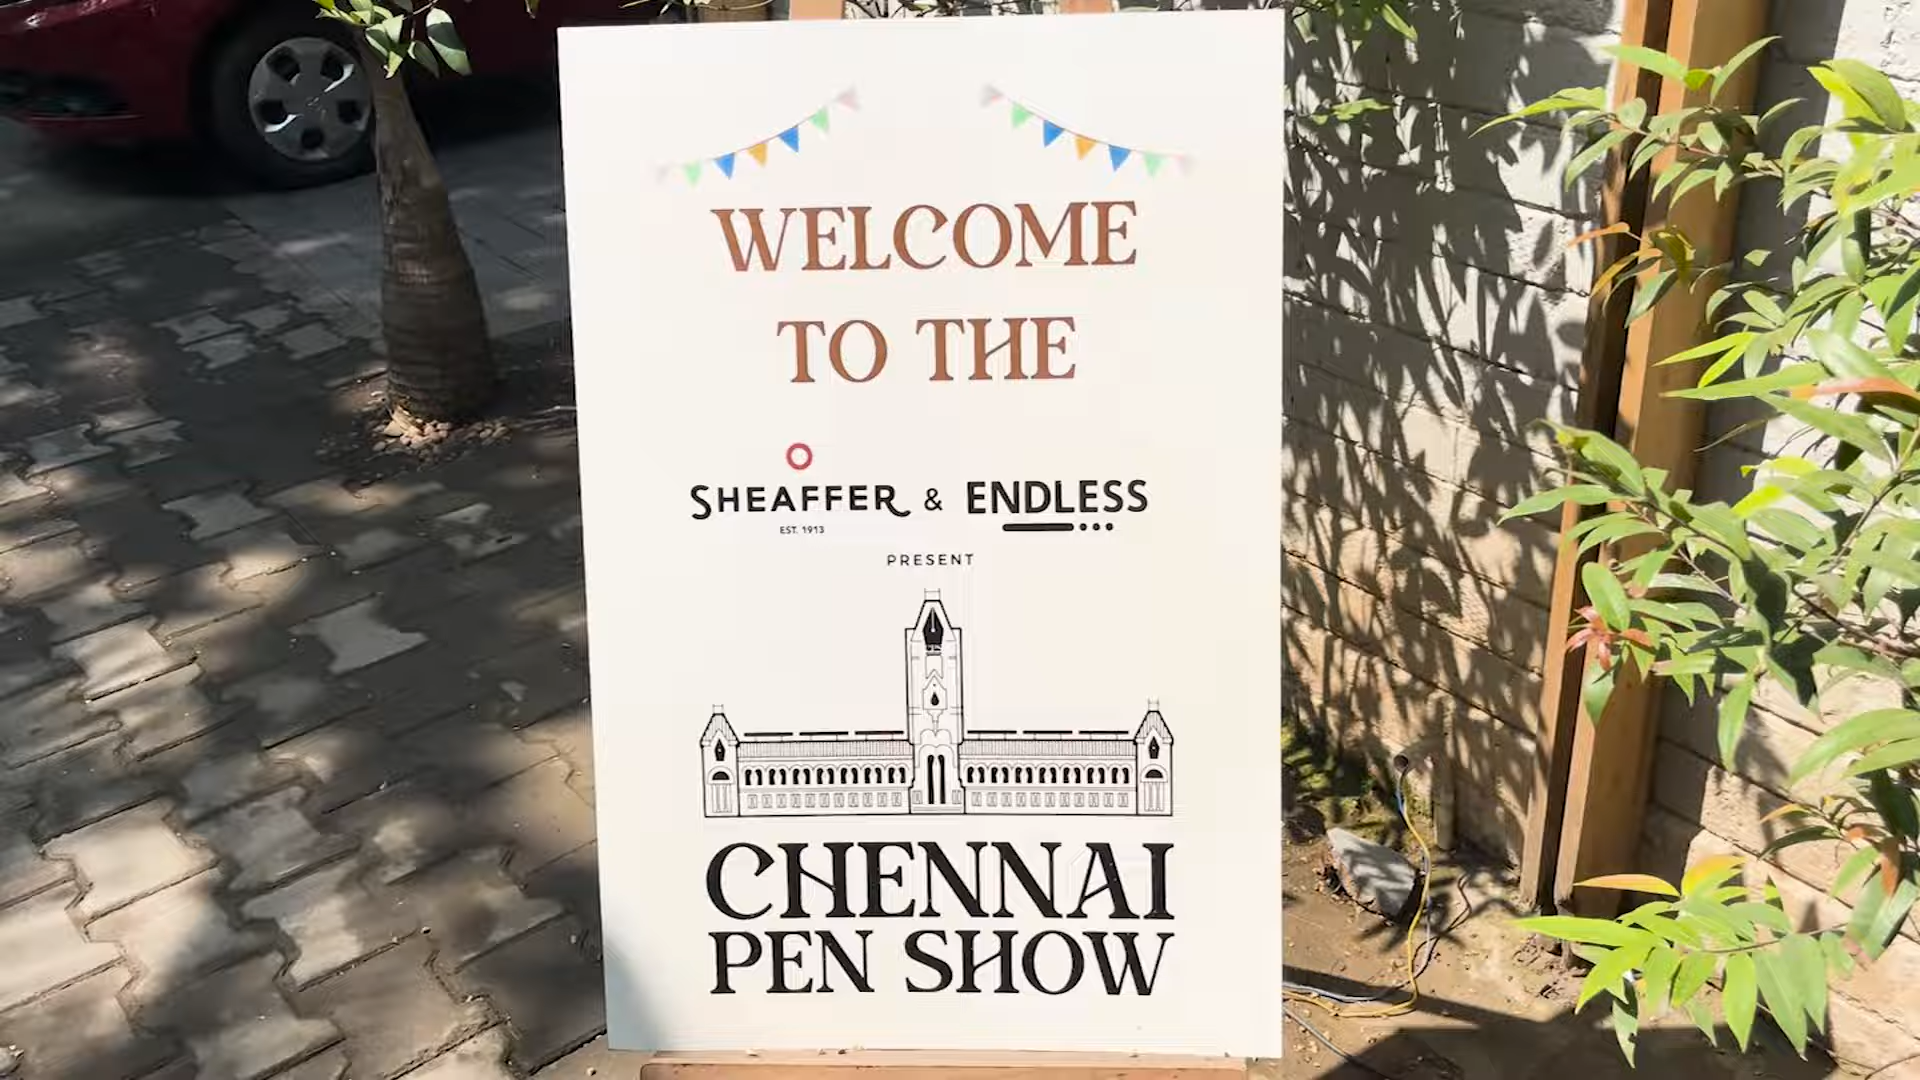 WELCOME
TO THE
SHEAFFER & ENDLESS
EST. 1913
PRESENT
CHENNAI
PEN SHOW